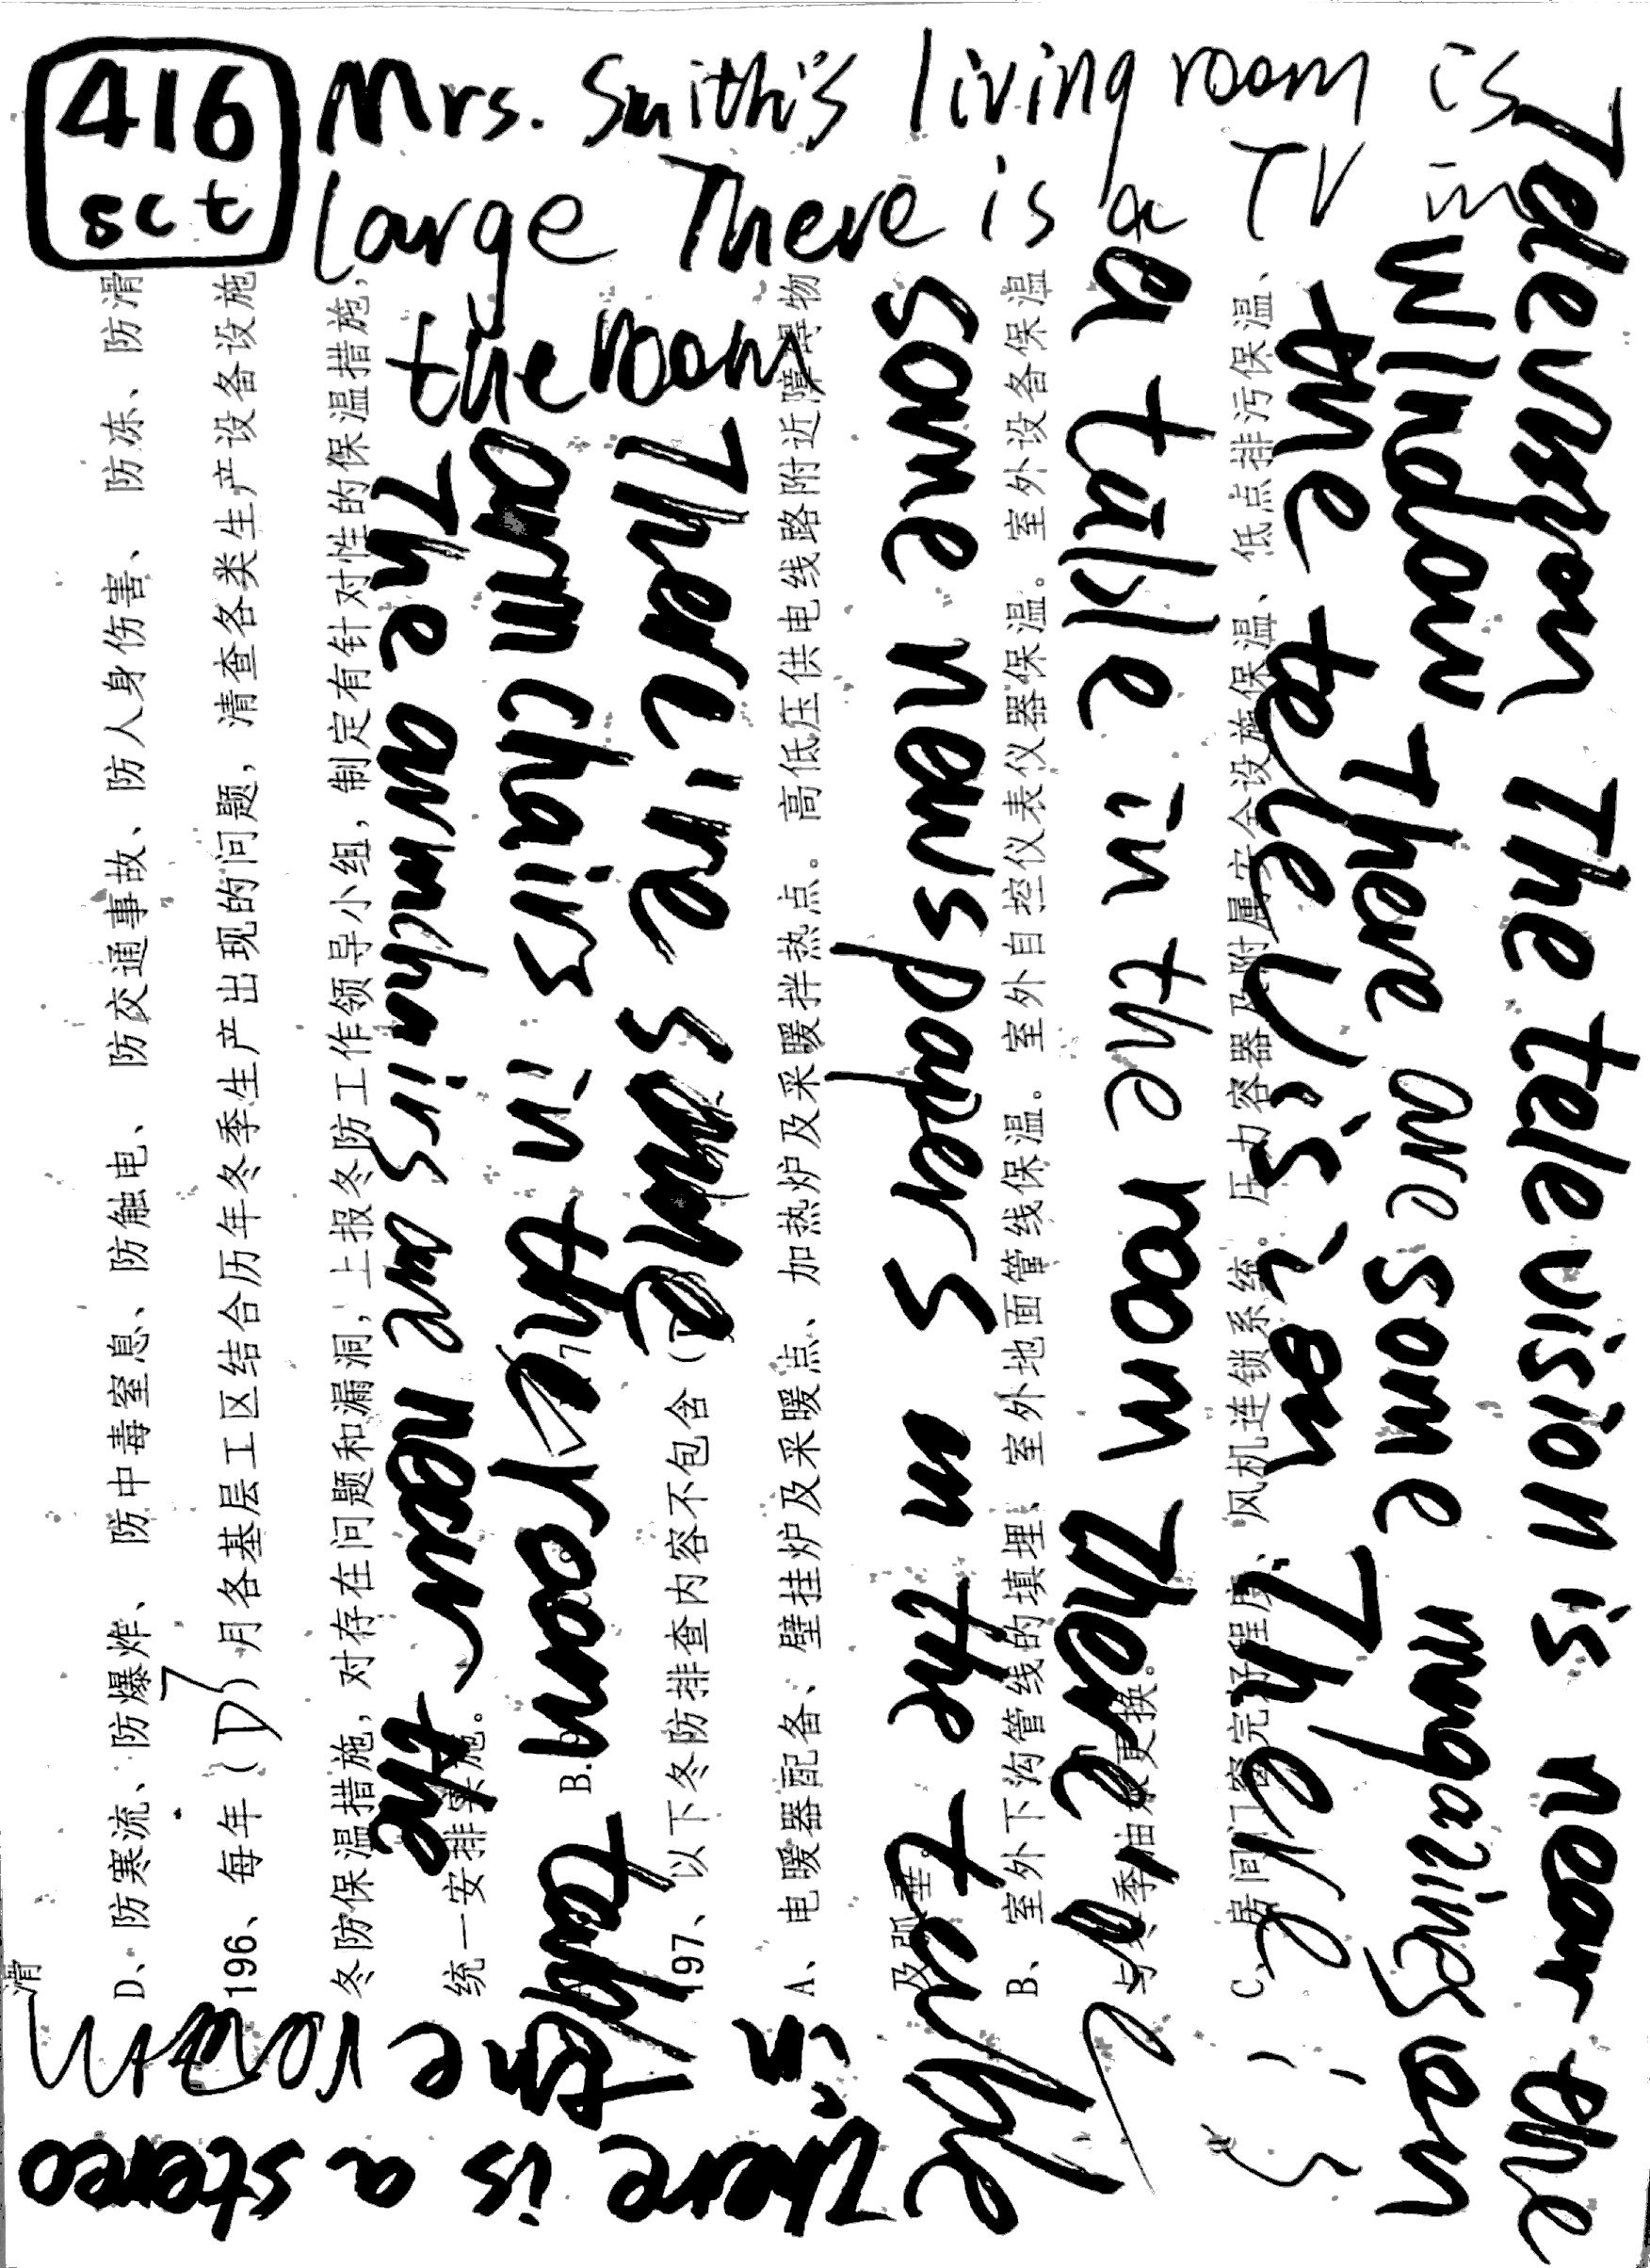 416
sct
Mrs. Smith's living room is
large There is a TV in
the room
Television The television is near the
window There are some magazines on
the television
a table in the room There is
some newspapers on the table
There are some
armchairs in the room
The armchairs are near the
table
There is a stereo
in the
room
滑
D、防寒流、防爆炸、防中毒窒息、防触电、防交通事故、防人身伤害、防冻、防滑
196、每年（D）月各基层工区结合历年冬季生产出现的问题，清查各类生产设备设施
冬防保温措施，对存在问题和漏洞，上报冬防工作领导小组，制定有针对性的保温措施，
统一安排实施。
B.
197、以下冬防排查内容不包含（
A、电暖器配备、壁挂炉及采暖点、加热炉及采暖拌热点。高低压供电线路附近障碍物
及弧垂。
B、室外下沟管线的填埋、室外地面管线保温。室外自控仪表仪器保温。室外设备保温
与冬季油水更换。
C、房间门窗完好程度，风机连锁系统。压力容器及附属安全设施保温、低点排污保温、